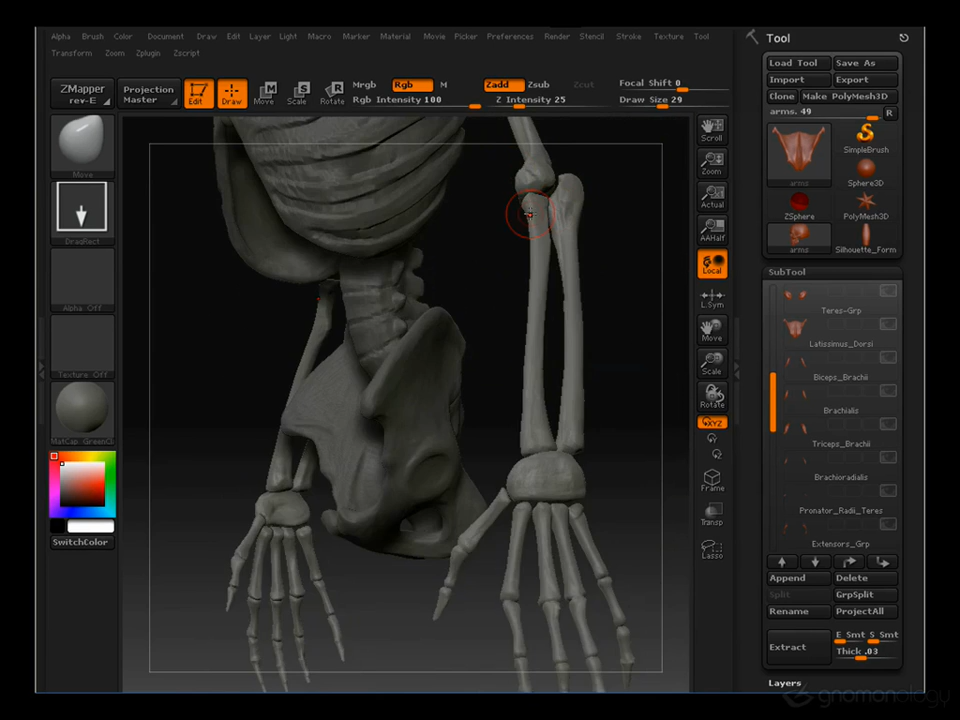 Alpha Brush Color Document Draw Edit Layer Light Macro Marker Material Movie Picker Preferences Render Stencil Stroke Texture Tool
Transform Zoom Zplugin Zscript
ZMapper
rev-E
Projection
Master
Edit
Draw
Move
Scale
Rotate
Mrgb Rgb M
Rgb Intensity 100
Zadd Zsub Zcut
Z Intensity 25
Focal Shift 0
Draw Size 29
Move
DragRect
Alpha Off
Texture Off
MatCap GreenCl
SwitchColor
Scroll
Zoom
Actual
AAHalf
Local
L.Sym
Move
Scale
Rotate
XYZ
Frame
Transp
Lasso
Tool
Load Tool Save As
Import Export
Clone Make PolyMesh3D
arms. 49 R
arms
SimpleBrush
Sphere3D
ZSphere
PolyMesh3D
arms
Silhouette_Form
SubTool
Teres-Grp
Latissimus_Dorsi
Biceps_Brachii
Brachialis
Triceps_Brachii
Brachioradialis
Pronator_Radii_Teres
Extensors_Grp
Append Delete
Split GrpSplit
Rename ProjectAll
Extract
E Smt S Smt
Thick .03
Layers
gnomonology